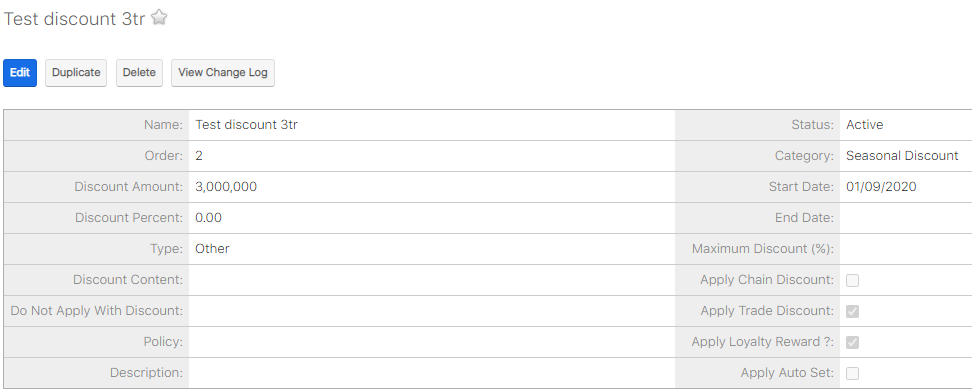 Test discount 3tr
Edit Duplicate Delete View Change Log
Name: Test discount 3tr Status: Active
Order: 2 Category: Seasonal Discount
Discount Amount: 3,000,000 Start Date: 01/09/2020
Discount Percent: 0.00 End Date:
Type: Other Maximum Discount (%):
Discount Content: Apply Chain Discount:
Do Not Apply With Discount: Apply Trade Discount:
Policy: Apply Loyalty Reward ?:
Description: Apply Auto Set: